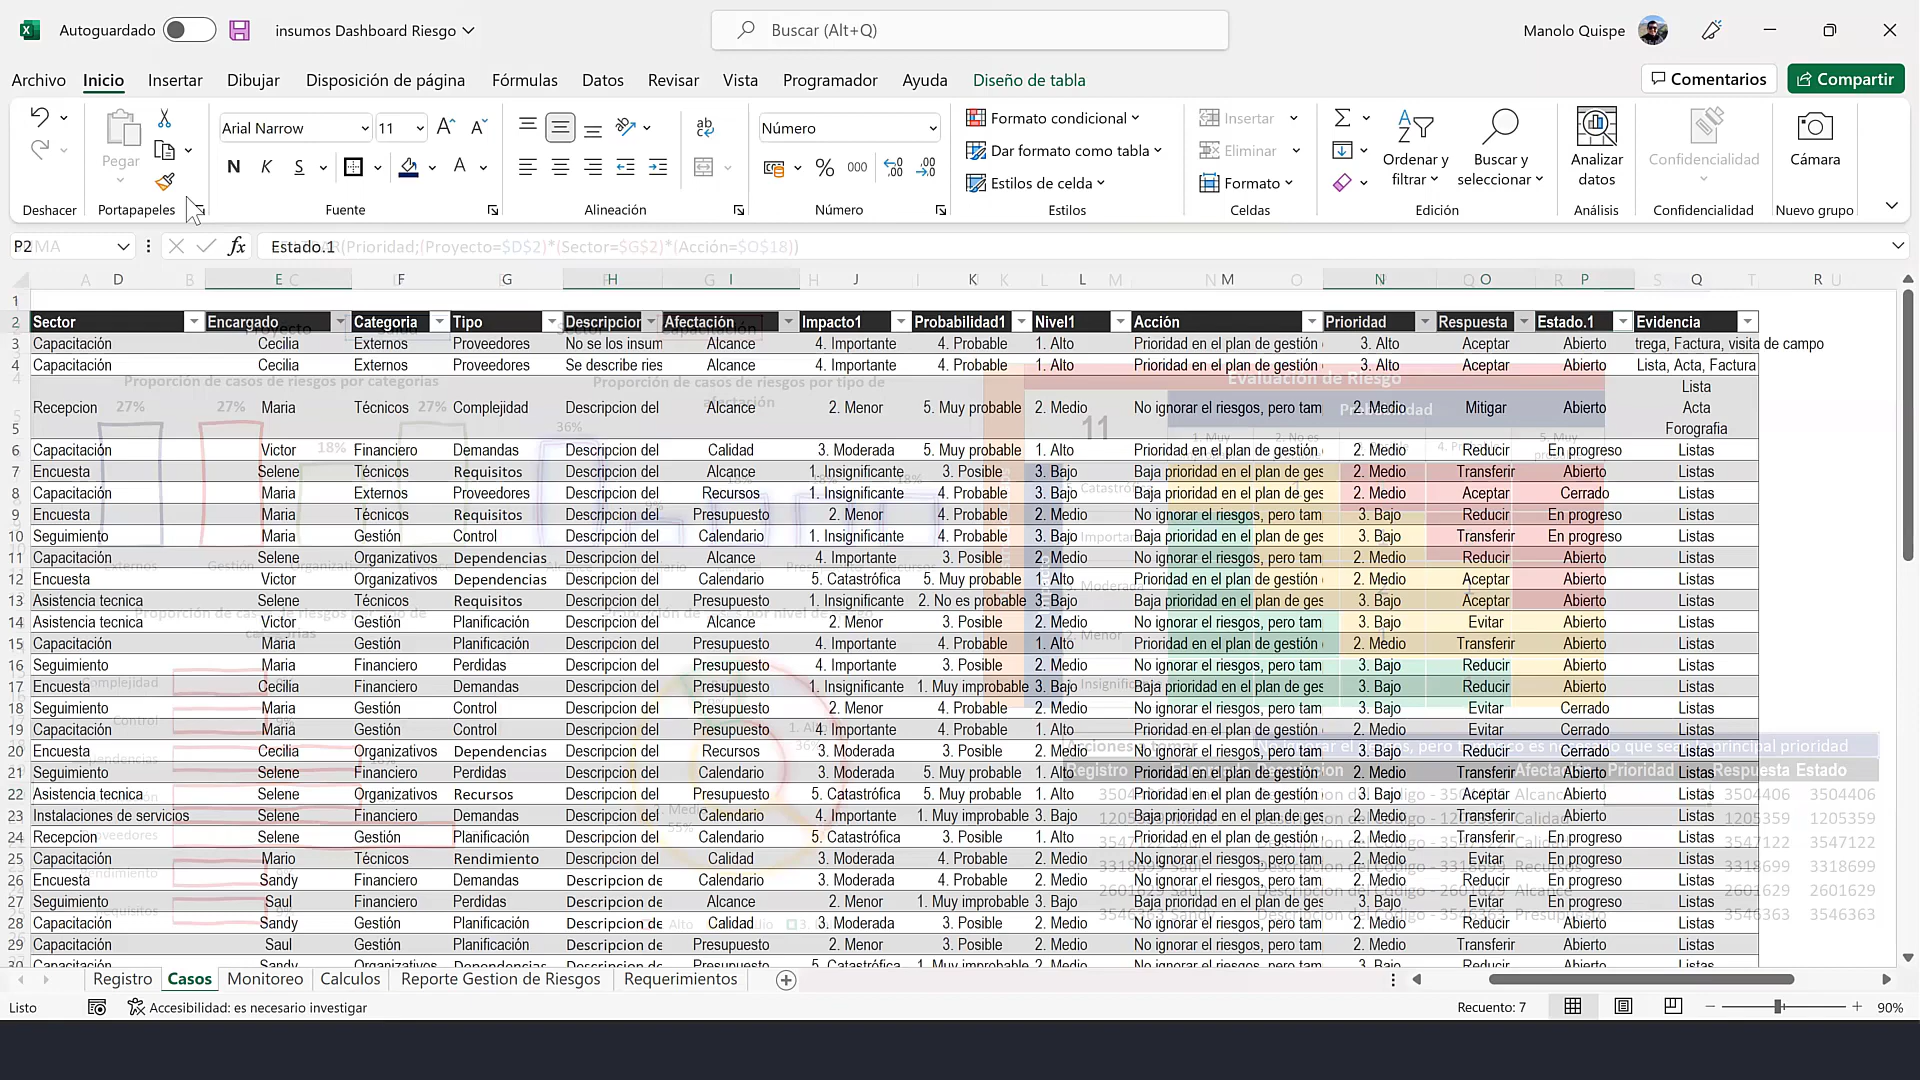 Autoguardado
insumos Dashboard Riesgo
Buscar (Alt+Q)
Manolo Quispe
Archivo Inicio Insertar Dibujar Disposición de página Fórmulas Datos Revisar Vista Programador Ayuda Diseño de tabla
Comentarios
Compartir
Pegar
Arial Narrow 11
N K S
Número
% 000
Formato condicional
Dar formato como tabla
Estilos de celda
Insertar
Eliminar
Formato
Ordenar y filtrar
Buscar y seleccionar
Analizar datos
Confidencialidad
Cámara
Deshacer Portapapeles Fuente Alineación Número Estilos Celdas Edición Análisis Confidencialidad Nuevo grupo
P2 fx Estado.1
D E F G H I J K L M N O P Q R
1
2 Sector Encargado Categoria Tipo Descripcion Afectación Impacto1 Probabilidad1 Nivel1 Acción Prioridad Respuesta Estado.1 Evidencia
3 Capacitación Cecilia Externos Proveedores No se los insum Alcance 4. Importante 4. Probable 1. Alto Prioridad en el plan de gestión 3. Alto Aceptar Abierto trega, Factura, visita de campo
4 Capacitación Cecilia Externos Proveedores Se describe ries Alcance 4. Importante 4. Probable 1. Alto Prioridad en el plan de gestión 3. Alto Aceptar Abierto Lista, Acta, Factura
5 Recepcion Maria Técnicos Complejidad Descripcion del Alcance 2. Menor 5. Muy probable 2. Medio No ignorar el riesgos, pero tam 2. Medio Mitigar Abierto Lista
Acta
Forografia
6 Capacitación Victor Financiero Demandas Descripcion del Calidad 3. Moderada 5. Muy probable 1. Alto Prioridad en el plan de gestión 2. Medio Reducir En progreso Listas
7 Encuesta Selene Técnicos Requisitos Descripcion del Alcance 1. Insignificante 3. Posible 3. Bajo Baja prioridad en el plan de ges 2. Medio Transferir Abierto Listas
8 Capacitación Maria Externos Proveedores Descripcion del Recursos 1. Insignificante 4. Probable 3. Bajo Baja prioridad en el plan de ges 2. Medio Aceptar Cerrado Listas
9 Encuesta Maria Técnicos Requisitos Descripcion del Presupuesto 2. Menor 4. Probable 2. Medio No ignorar el riesgos, pero tam 3. Bajo Reducir En progreso Listas
10 Seguimiento Maria Gestión Control Descripcion del Calendario 1. Insignificante 4. Probable 3. Bajo Baja prioridad en el plan de ges 3. Bajo Transferir En progreso Listas
11 Capacitación Selene Organizativos Dependencias Descripcion del Alcance 4. Importante 3. Posible 2. Medio No ignorar el riesgos, pero tam 2. Medio Reducir Abierto Listas
12 Encuesta Victor Organizativos Dependencias Descripcion del Calendario 5. Catastrófica 5. Muy probable 1. Alto Prioridad en el plan de gestión 2. Medio Aceptar Abierto Listas
13 Asistencia tecnica Selene Técnicos Requisitos Descripcion del Presupuesto 1. Insignificante 2. No es probable 3. Bajo Baja prioridad en el plan de ges 3. Bajo Aceptar Abierto Listas
14 Asistencia tecnica Victor Gestión Planificación Descripcion del Alcance 2. Menor 3. Posible 2. Medio No ignorar el riesgos, pero tam 3. Bajo Evitar Abierto Listas
15 Capacitación Maria Gestión Planificación Descripcion del Presupuesto 4. Importante 4. Probable 1. Alto Prioridad en el plan de gestión 2. Medio Transferir Abierto Listas
16 Seguimiento Maria Financiero Perdidas Descripcion del Presupuesto 4. Importante 3. Posible 2. Medio No ignorar el riesgos, pero tam 3. Bajo Reducir Abierto Listas
17 Encuesta Cecilia Financiero Demandas Descripcion del Presupuesto 1. Insignificante 1. Muy improbable 3. Bajo Baja prioridad en el plan de ges 3. Bajo Reducir Abierto Listas
18 Seguimiento Maria Gestión Control Descripcion del Presupuesto 2. Menor 4. Probable 2. Medio No ignorar el riesgos, pero tam 3. Bajo Evitar Cerrado Listas
19 Capacitación Maria Gestión Control Descripcion del Presupuesto 4. Importante 4. Probable 1. Alto Prioridad en el plan de gestión 2. Medio Evitar Cerrado Listas
20 Encuesta Cecilia Organizativos Dependencias Descripcion del Recursos 3. Moderada 3. Posible 2. Medio No ignorar el riesgos, pero tam 3. Bajo Reducir Cerrado Listas
21 Seguimiento Selene Financiero Perdidas Descripcion del Calendario 3. Moderada 5. Muy probable 1. Alto Prioridad en el plan de gestión 2. Medio Transferir Abierto Listas
22 Asistencia tecnica Selene Organizativos Recursos Descripcion del Presupuesto 5. Catastrófica 5. Muy probable 1. Alto Prioridad en el plan de gestión 3. Bajo Aceptar Abierto Listas
23 Instalaciones de servicios Selene Financiero Demandas Descripcion del Calendario 4. Importante 1. Muy improbable 3. Bajo Baja prioridad en el plan de ges 2. Medio Transferir Abierto Listas
24 Recepcion Selene Gestión Planificación Descripcion del Calendario 5. Catastrófica 3. Posible 1. Alto Prioridad en el plan de gestión 2. Medio Transferir En progreso Listas
25 Capacitación Mario Técnicos Rendimiento Descripcion del Calidad 3. Moderada 4. Probable 2. Medio No ignorar el riesgos, pero tam 2. Medio Evitar En progreso Listas
26 Encuesta Sandy Financiero Demandas Descripcion de Calendario 3. Moderada 4. Probable 2. Medio No ignorar el riesgos, pero tam 2. Medio Reducir En progreso Listas
27 Seguimiento Saul Financiero Perdidas Descripcion de Alcance 2. Menor 1. Muy improbable 3. Bajo Baja prioridad en el plan de ges 3. Bajo Evitar En progreso Listas
28 Capacitación Sandy Gestión Planificación Descripcion de Calidad 3. Moderada 3. Posible 2. Medio No ignorar el riesgos, pero tam 2. Medio Reducir Abierto Listas
29 Capacitación Saul Gestión Planificación Descripcion de Presupuesto 2. Menor 3. Posible 2. Medio No ignorar el riesgos, pero tam 2. Medio Transferir Abierto Listas
Registro Casos Monitoreo Calculos Reporte Gestion de Riesgos Requerimientos
Listo Accesibilidad: es necesario investigar Recuento: 7 90%